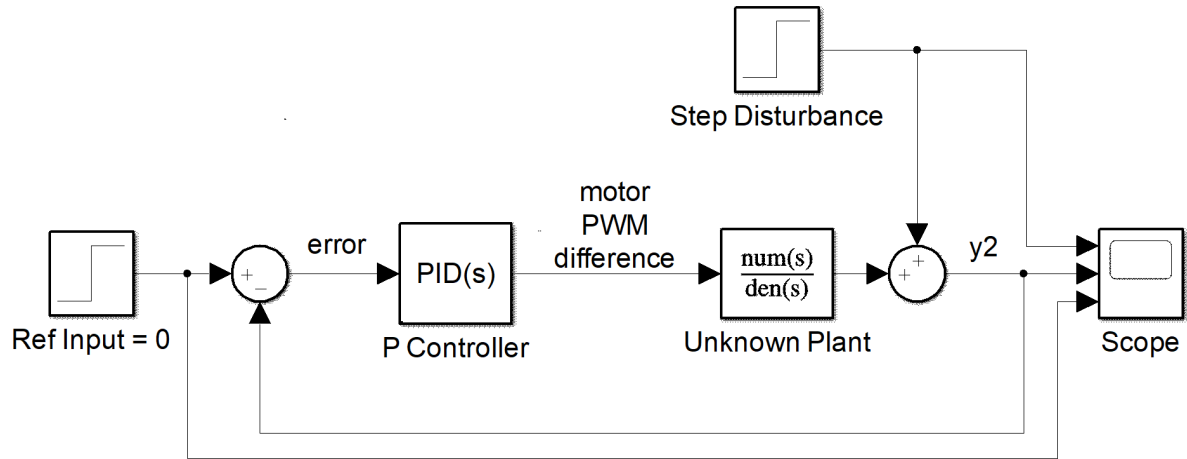 Step Disturbance
motor
PWM
difference
error
y2
+
−
PID(s)
num(s)
den(s)
+
+
Ref Input = 0
P Controller
Unknown Plant
Scope